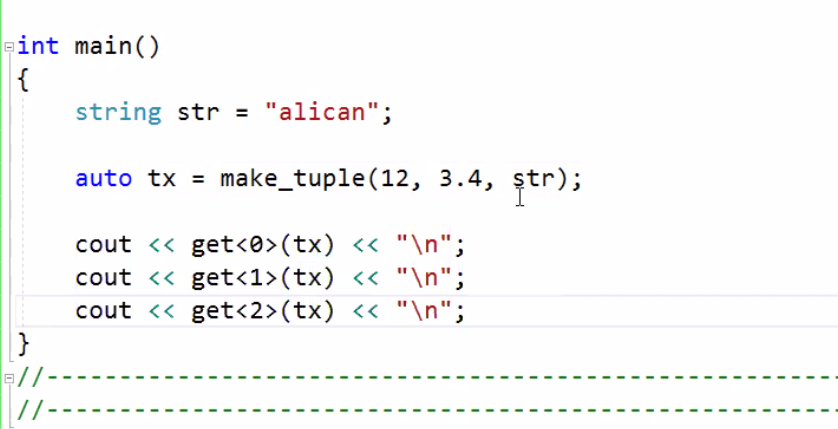 int main()
{
    string str = "alican";
    auto tx = make_tuple(12, 3.4, str);
    cout << get<0>(tx) << "\n";
    cout << get<1>(tx) << "\n";
    cout << get<2>(tx) << "\n";
}
//-------------------------------------------------------
//-------------------------------------------------------